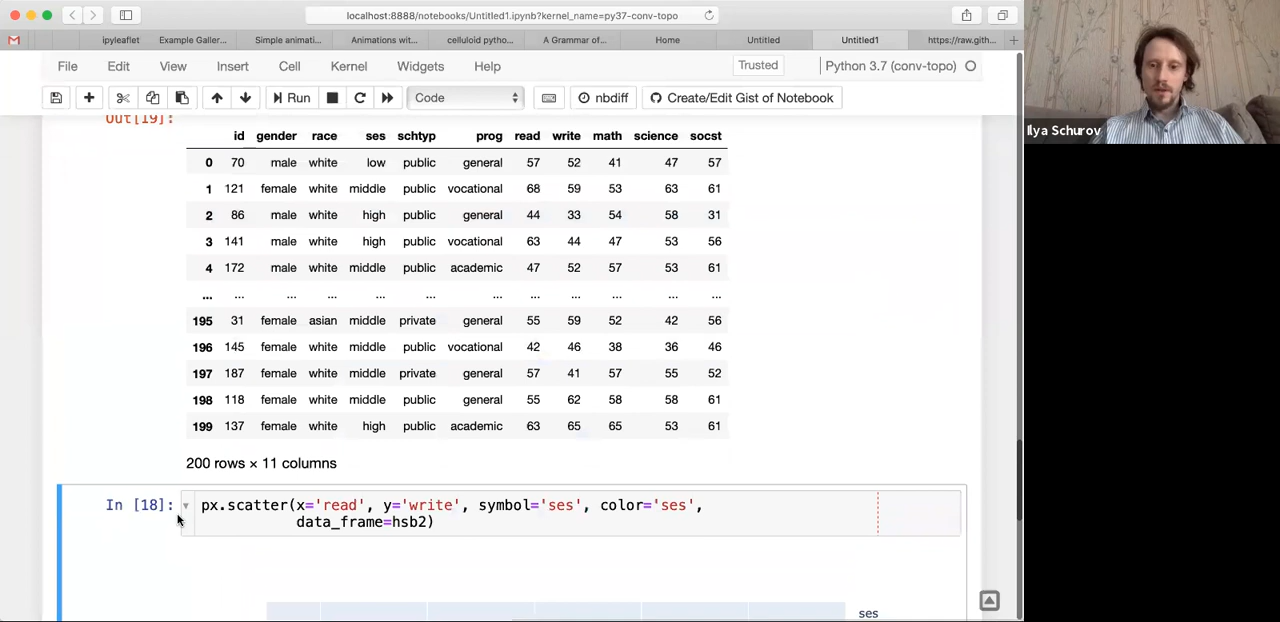 localhost:8888/notebooks/Untitled1.ipynb?kernel_name=py37-conv-topo
ipyleaflet Example Galler... Simple animati... Animations wit... celluloid pytho... A Grammar of... Home Untitled Untitled1 https://raw.gith...
File Edit View Insert Cell Kernel Widgets Help Trusted Python 3.7 (conv-topo)
Run Code nbdiff Create/Edit Gist of Notebook
Ilya Schurov
Out[19]:
id gender race ses schtyp prog read write math science socst
0 70 male white low public general 57 52 41 47 57
1 121 female white middle public vocational 68 59 53 63 61
2 86 male white high public general 44 33 54 58 31
3 141 male white high public vocational 63 44 47 53 56
4 172 male white middle public academic 47 52 57 53 61
... ... ... ... ... ... ... ... ... ... ... ...
195 31 female asian middle private general 55 59 52 42 56
196 145 female white middle public vocational 42 46 38 36 46
197 187 female white middle private general 57 41 57 55 52
198 118 female white middle public general 55 62 58 58 61
199 137 female white high public academic 63 65 65 53 61
200 rows × 11 columns
In [18]: px.scatter(x='read', y='write', symbol='ses', color='ses',
data_frame=hsb2)
ses